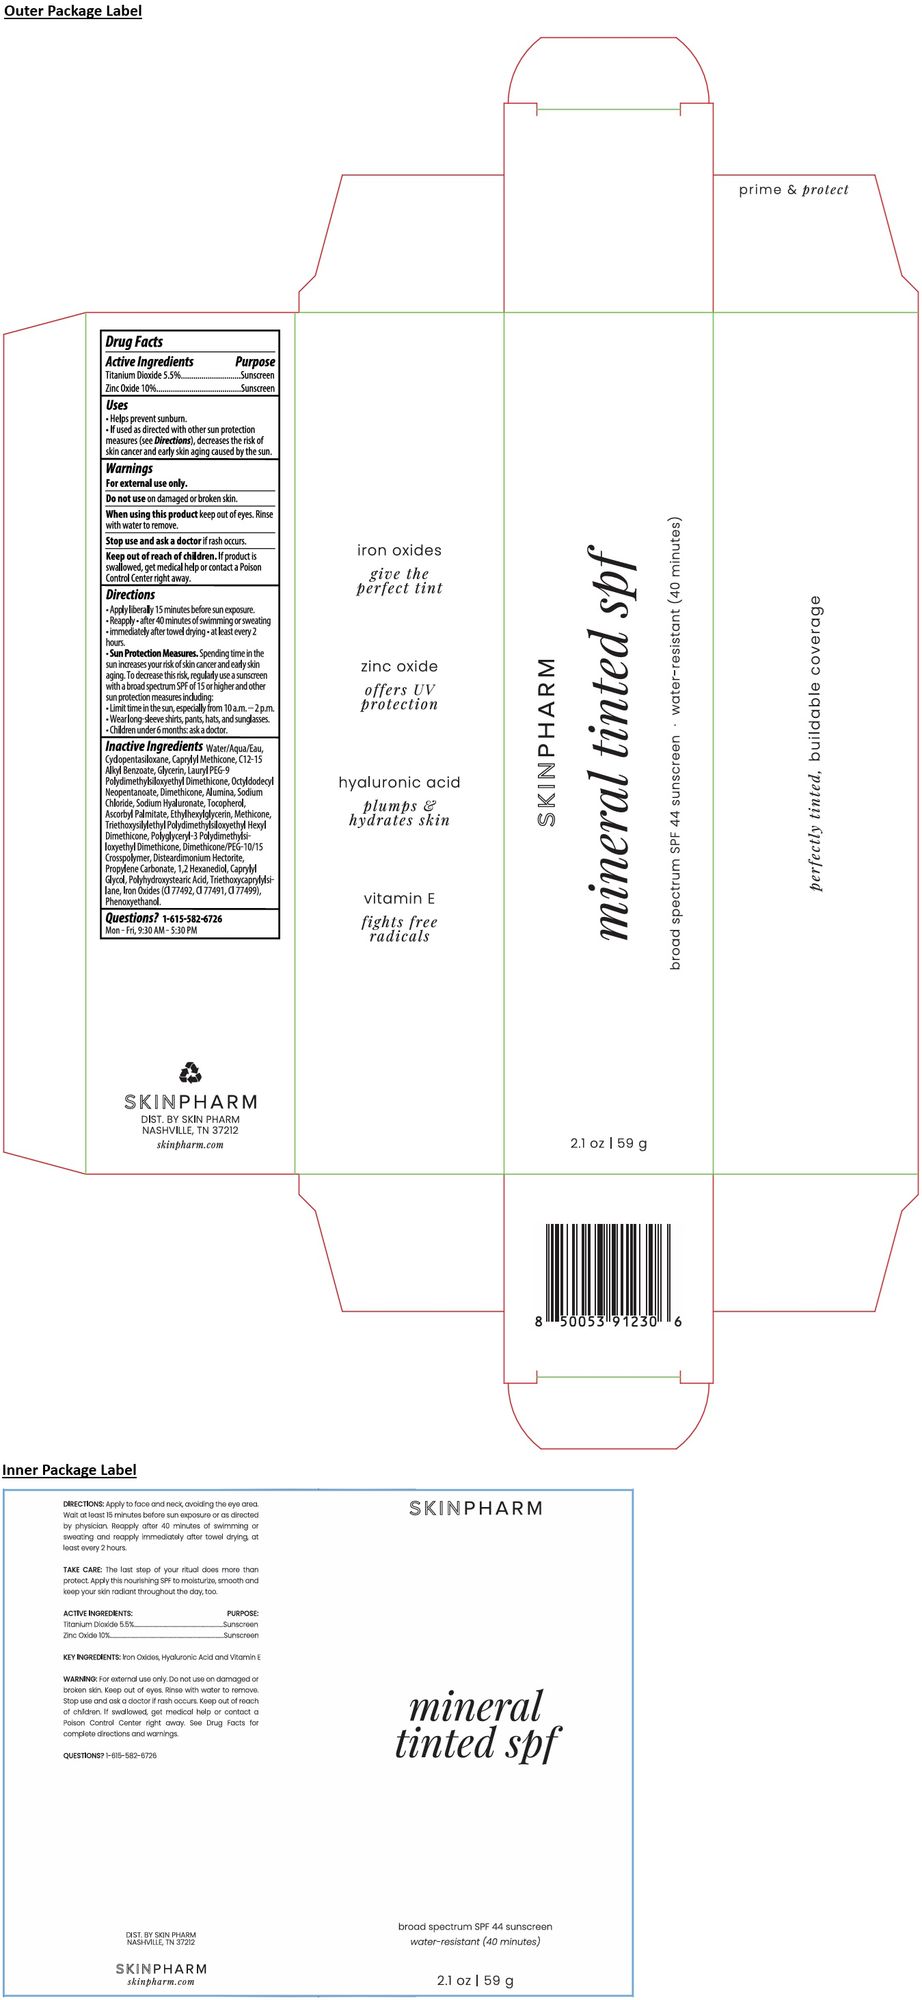 Outer Package Label
prime & protect
Drug Facts
Active Ingredients Purpose
Titanium Dioxide 5.5%............................Sunscreen
Zinc Oxide 10%........................................Sunscreen
Uses
• Helps prevent sunburn.
• If used as directed with other sun protection
measures (see Directions), decreases the risk of
skin cancer and early skin aging caused by the sun.
Warnings
For external use only.
Do not use on damaged or broken skin.
When using this product keep out of eyes. Rinse
with water to remove.
Stop use and ask a doctor if rash occurs.
Keep out of reach of children. If product is
swallowed, get medical help or contact a Poison
Control Center right away.
Directions
• Apply liberally 15 minutes before sun exposure.
• Reapply • after 40 minutes of swimming or sweating
• immediately after towel drying • at least every 2
hours.
• Sun Protection Measures. Spending time in the
sun increases your risk of skin cancer and early skin
aging. To decrease this risk, regularly use a sunscreen
with a broad spectrum SPF of 15 or higher and other
sun protection measures including:
• Limit time in the sun, especially from 10 a.m. – 2 p.m.
• Wear long-sleeve shirts, pants, hats, and sunglasses.
• Children under 6 months: ask a doctor.
Inactive Ingredients Water/Aqua/Eau,
Cyclopentasiloxane, Caprylyl Methicone, C12-15
Alkyl Benzoate, Glycerin, Lauryl PEG-9
Polydimethylsiloxyethyl Dimethicone, Octyldodecyl
Neopentanoate, Dimethicone, Alumina, Sodium
Chloride, Sodium Hyaluronate, Tocopherol,
Ascorbyl Palmitate, Ethylhexylglycerin, Methicone,
Triethoxysilylethyl Polydimethylsiloxyethyl Hexyl
Dimethicone, Polyglyceryl-3 Polydimethylsi-
loxyethyl Dimethicone, Dimethicone/PEG-10/15
Crosspolymer, Disteardimonium Hectorite,
Propylene Carbonate, 1,2 Hexanediol, Caprylyl
Glycol, Polyhydroxystearic Acid, Triethoxycaprylylsi-
lane, Iron Oxides (CI 77492, CI 77491, CI 77499),
Phenoxyethanol.
Questions? 1-615-582-6726
Mon - Fri, 9:30 AM - 5:30 PM
SKINPHARM
DIST. BY SKIN PHARM
NASHVILLE, TN 37212
skinpharm.com
iron oxides
give the
perfect tint
zinc oxide
offers UV
protection
hyaluronic acid
plumps &
hydrates skin
vitamin E
fights free
radicals
SKINPHARM
mineral tinted spf
broad spectrum SPF 44 sunscreen · water-resistant (40 minutes)
2.1 oz | 59 g
perfectly tinted, buildable coverage
8 50053 91230 6
Inner Package Label
DIRECTIONS: Apply to face and neck, avoiding the eye area.
Wait at least 15 minutes before sun exposure or as directed
by physician. Reapply after 40 minutes of swimming or
sweating and reapply immediately after towel drying, at
least every 2 hours.
TAKE CARE: The last step of your ritual does more than
protect. Apply this nourishing SPF to moisturize, smooth and
keep your skin radiant throughout the day, too.
ACTIVE INGREDIENTS: PURPOSE:
Titanium Dioxide 5.5%........................................Sunscreen
Zinc Oxide 10%..................................................Sunscreen
KEY INGREDIENTS: Iron Oxides, Hyaluronic Acid and Vitamin E
WARNING: For external use only. Do not use on damaged or
broken skin. Keep out of eyes. Rinse with water to remove.
Stop use and ask a doctor if rash occurs. Keep out of reach
of children. If swallowed, get medical help or contact a
Poison Control Center right away. See Drug Facts for
complete directions and warnings.
QUESTIONS? 1-615-582-6726
DIST. BY SKIN PHARM
NASHVILLE, TN 37212
SKINPHARM
skinpharm.com
SKINPHARM
mineral
tinted spf
broad spectrum SPF 44 sunscreen
water-resistant (40 minutes)
2.1 oz | 59 g